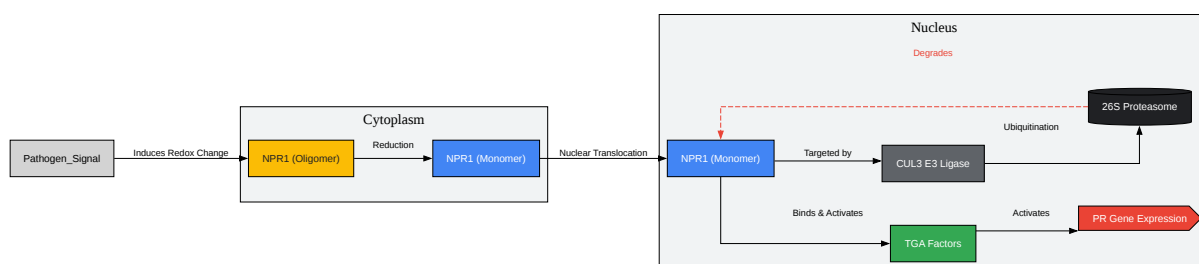 Nucleus
Degrades
26S Proteasome
Cytoplasm
Ubiquitination
Pathogen_Signal
Induces Redox Change
NPR1 (Oligomer)
Reduction
NPR1 (Monomer)
Nuclear Translocation
NPR1 (Monomer)
Targeted by
CUL3 E3 Ligase
Binds & Activates
TGA Factors
Activates
PR Gene Expression